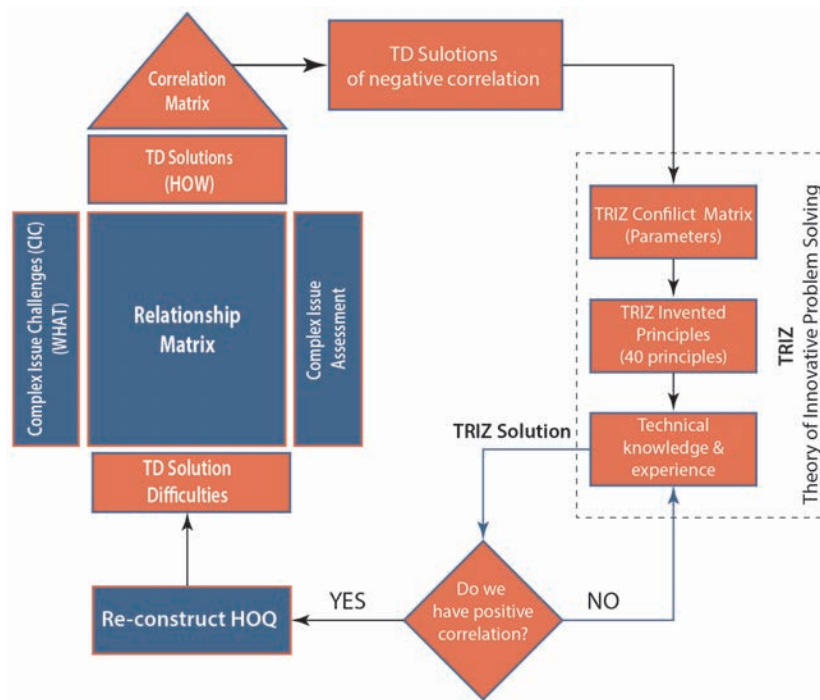 Correlation
Matrix
TD Sulotions
of negative correlation
TD Solutions
(HOW)
Complex Issue Challenges (CIC)
(WHAT)
Relationship
Matrix
Complex Issue
Assessment
TD Solution
Difficulties
Re-construct HOQ
YES
Do we
have positive
correlation?
NO
TRIZ Solution
TRIZ Confilict Matrix
(Parameters)
TRIZ Invented
Principles
(40 principles)
Technical
knowledge &
experience
TRIZ
Theory of Innovative Problem Solving